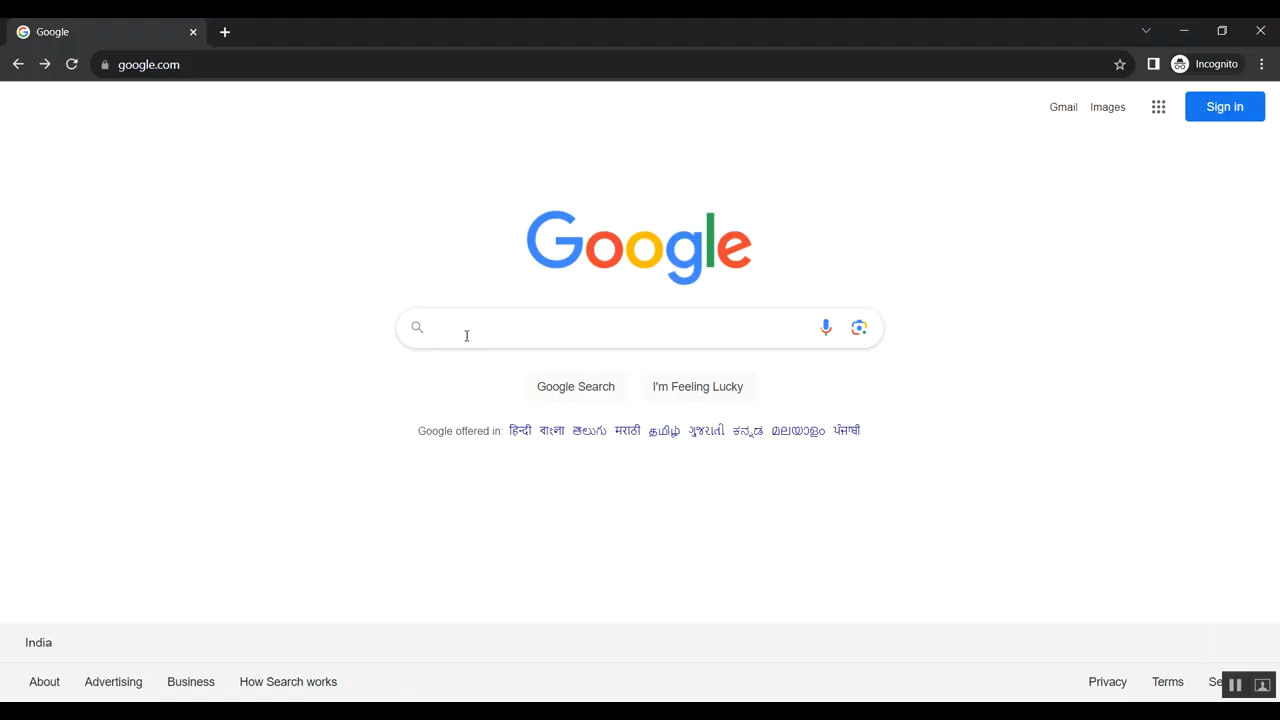 Google
google.com
Incognito
Gmail Images
Sign in
Google
Google Search I'm Feeling Lucky
Google offered in: हिन्दी বাংলা తెలుగు मराठी தமிழ் ગુજરાતી ಕನ್ನಡ മലയാളം ਪੰਜਾਬੀ
India
About Advertising Business How Search works Privacy Terms Se